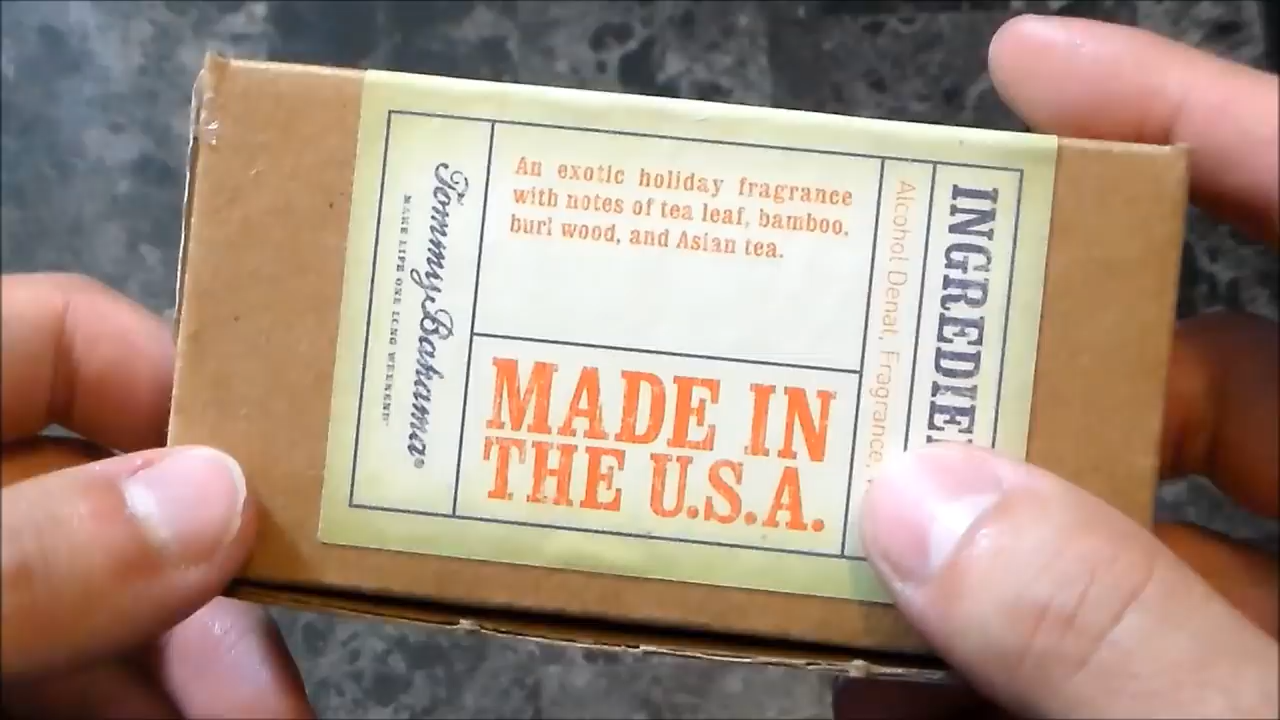 Tommy Bahama®
MAKE LIFE ONE LONG WEEKEND
An exotic holiday fragrance
with notes of tea leaf, bamboo,
burl wood, and Asian tea.
MADE IN
THE U.S.A.
Alcohol Denat, Fragrance,
INGREDIE